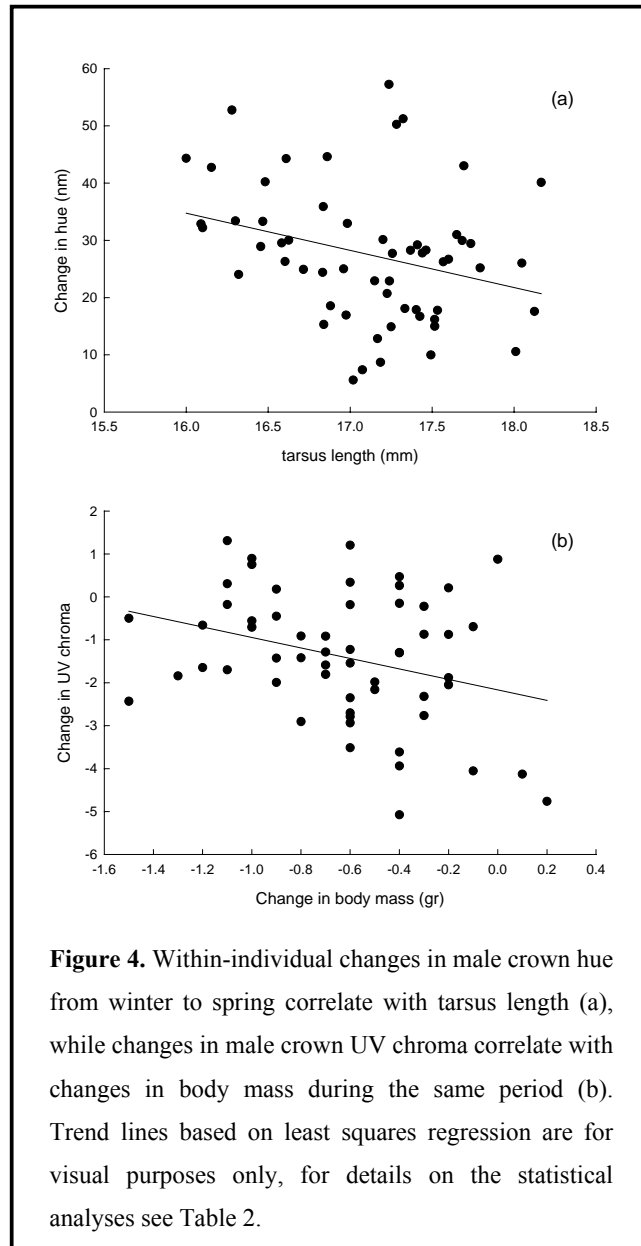 60
50
40
30
20
10
0
Change in hue (nm)
(a)
15.5 16.0 16.5 17.0 17.5 18.0 18.5
tarsus length (mm)
2
1
0
-1
-2
-3
-4
-5
-6
Change in UV chroma
(b)
-1.6 -1.4 -1.2 -1.0 -0.8 -0.6 -0.4 -0.2 0.0 0.2 0.4
Change in body mass (gr)
Figure 4. Within-individual changes in male crown hue
from winter to spring correlate with tarsus length (a),
while changes in male crown UV chroma correlate with
changes in body mass during the same period (b).
Trend lines based on least squares regression are for
visual purposes only, for details on the statistical
analyses see Table 2.